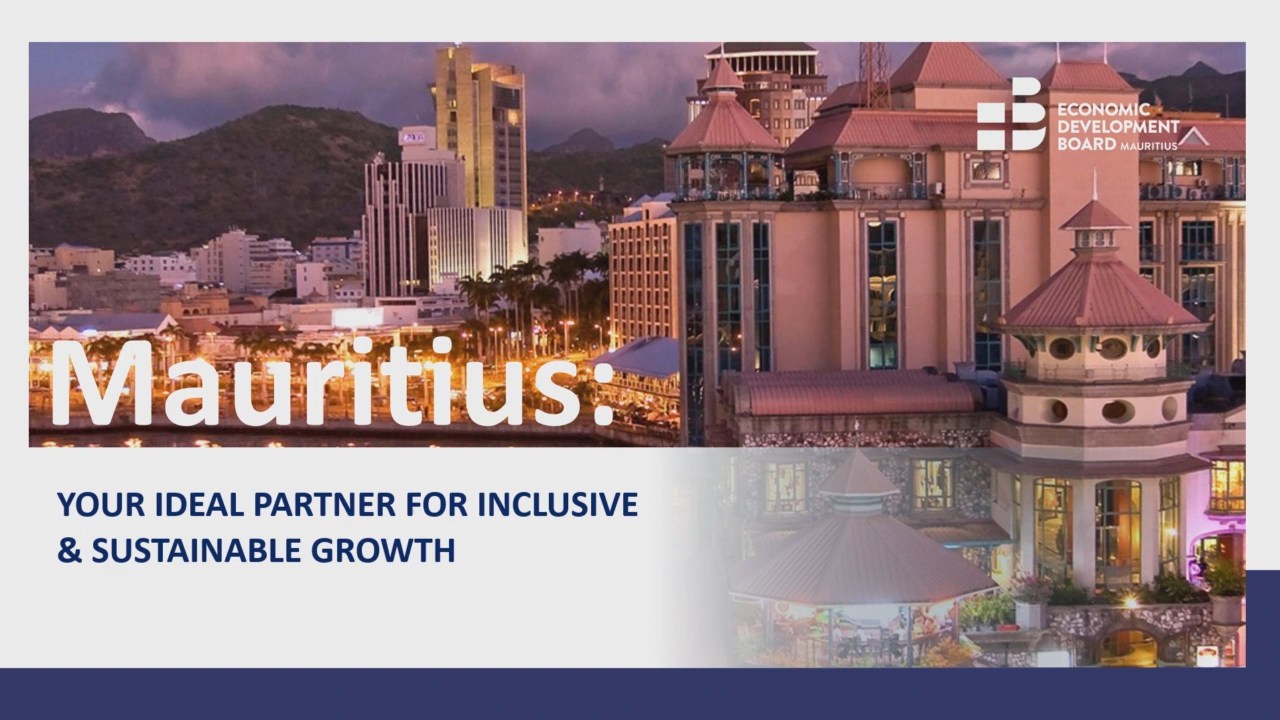 ECONOMIC
DEVELOPMENT
BOARD MAURITIUS
Mauritius:
YOUR IDEAL PARTNER FOR INCLUSIVE
& SUSTAINABLE GROWTH